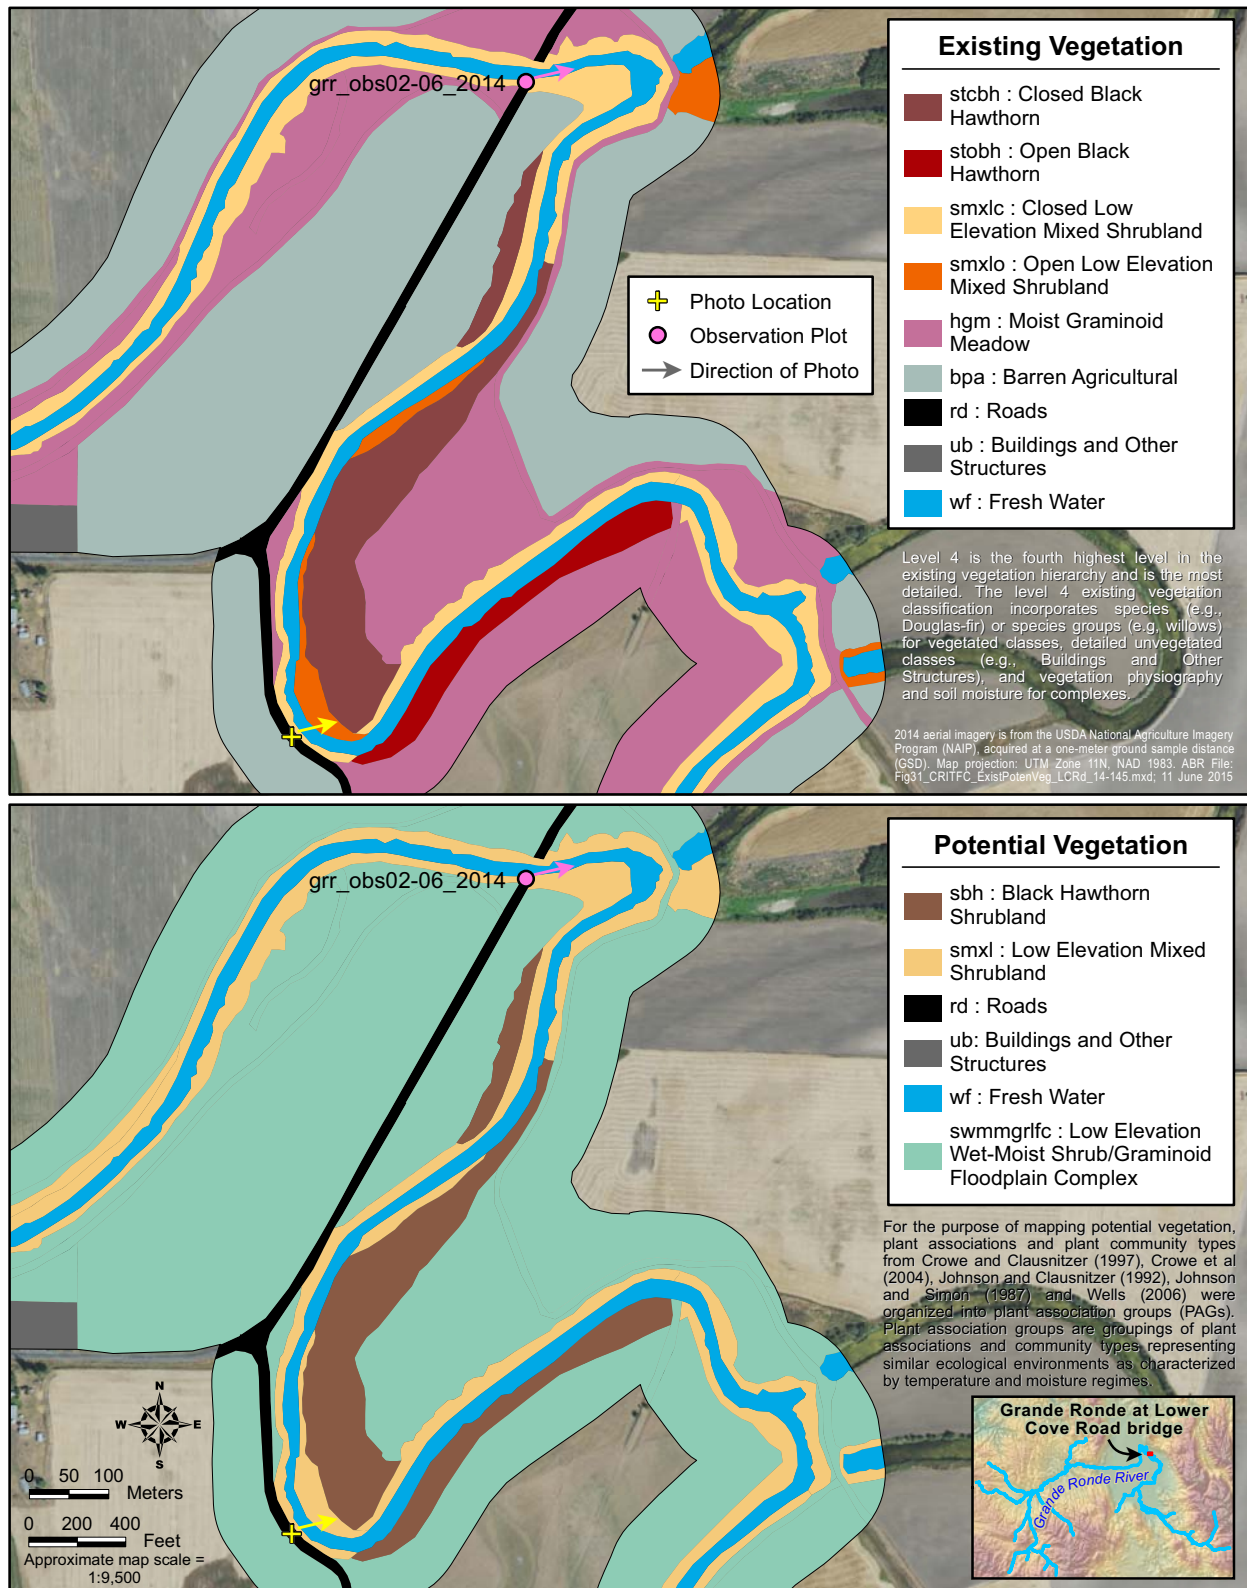 Existing Vegetation
stcbh : Closed Black
Hawthorn
stobh : Open Black
Hawthorn
smxlc : Closed Low
Elevation Mixed Shrubland
smxlo : Open Low Elevation
Mixed Shrubland
hgm : Moist Graminoid
Meadow
bpa : Barren Agricultural
rd : Roads
ub : Buildings and Other
Structures
wf : Fresh Water
grr_obs02-06_2014
Photo Location
Observation Plot
Direction of Photo
Level 4 is the fourth highest level in the
existing vegetation hierarchy and is the most
detailed. The level 4 existing vegetation
classification incorporates species (e.g.,
Douglas-fir) or species groups (e.g, willows)
for vegetated classes, detailed unvegetated
classes (e.g., Buildings and Other
Structures), and vegetation physiography
and soil moisture for complexes.
2014 aerial imagery is from the USDA National Agriculture Imagery
Program (NAIP), acquired at a one-meter ground sample distance
(GSD). Map projection: UTM Zone 11N, NAD 1983. ABR File:
Fig31_CRITFC_ExistPotenVeg_LCRd_14-145.mxd; 11 June 2015
Potential Vegetation
sbh : Black Hawthorn
Shrubland
smxl : Low Elevation Mixed
Shrubland
rd : Roads
ub: Buildings and Other
Structures
wf : Fresh Water
swmmgrlfc : Low Elevation
Wet-Moist Shrub/Graminoid
Floodplain Complex
grr_obs02-06_2014
For the purpose of mapping potential vegetation,
plant associations and plant community types
from Crowe and Clausnitzer (1997), Crowe et al
(2004), Johnson and Clausnitzer (1992), Johnson
and Simon (1987) and Wells (2006) were
organized into plant association groups (PAGs).
Plant association groups are groupings of plant
associations and community types representing
similar ecological environments as characterized
by temperature and moisture regimes.
N
W E
S
0 50 100
Meters
0 200 400
Feet
Approximate map scale =
1:9,500
Grande Ronde at Lower
Cove Road bridge
Grande Ronde River